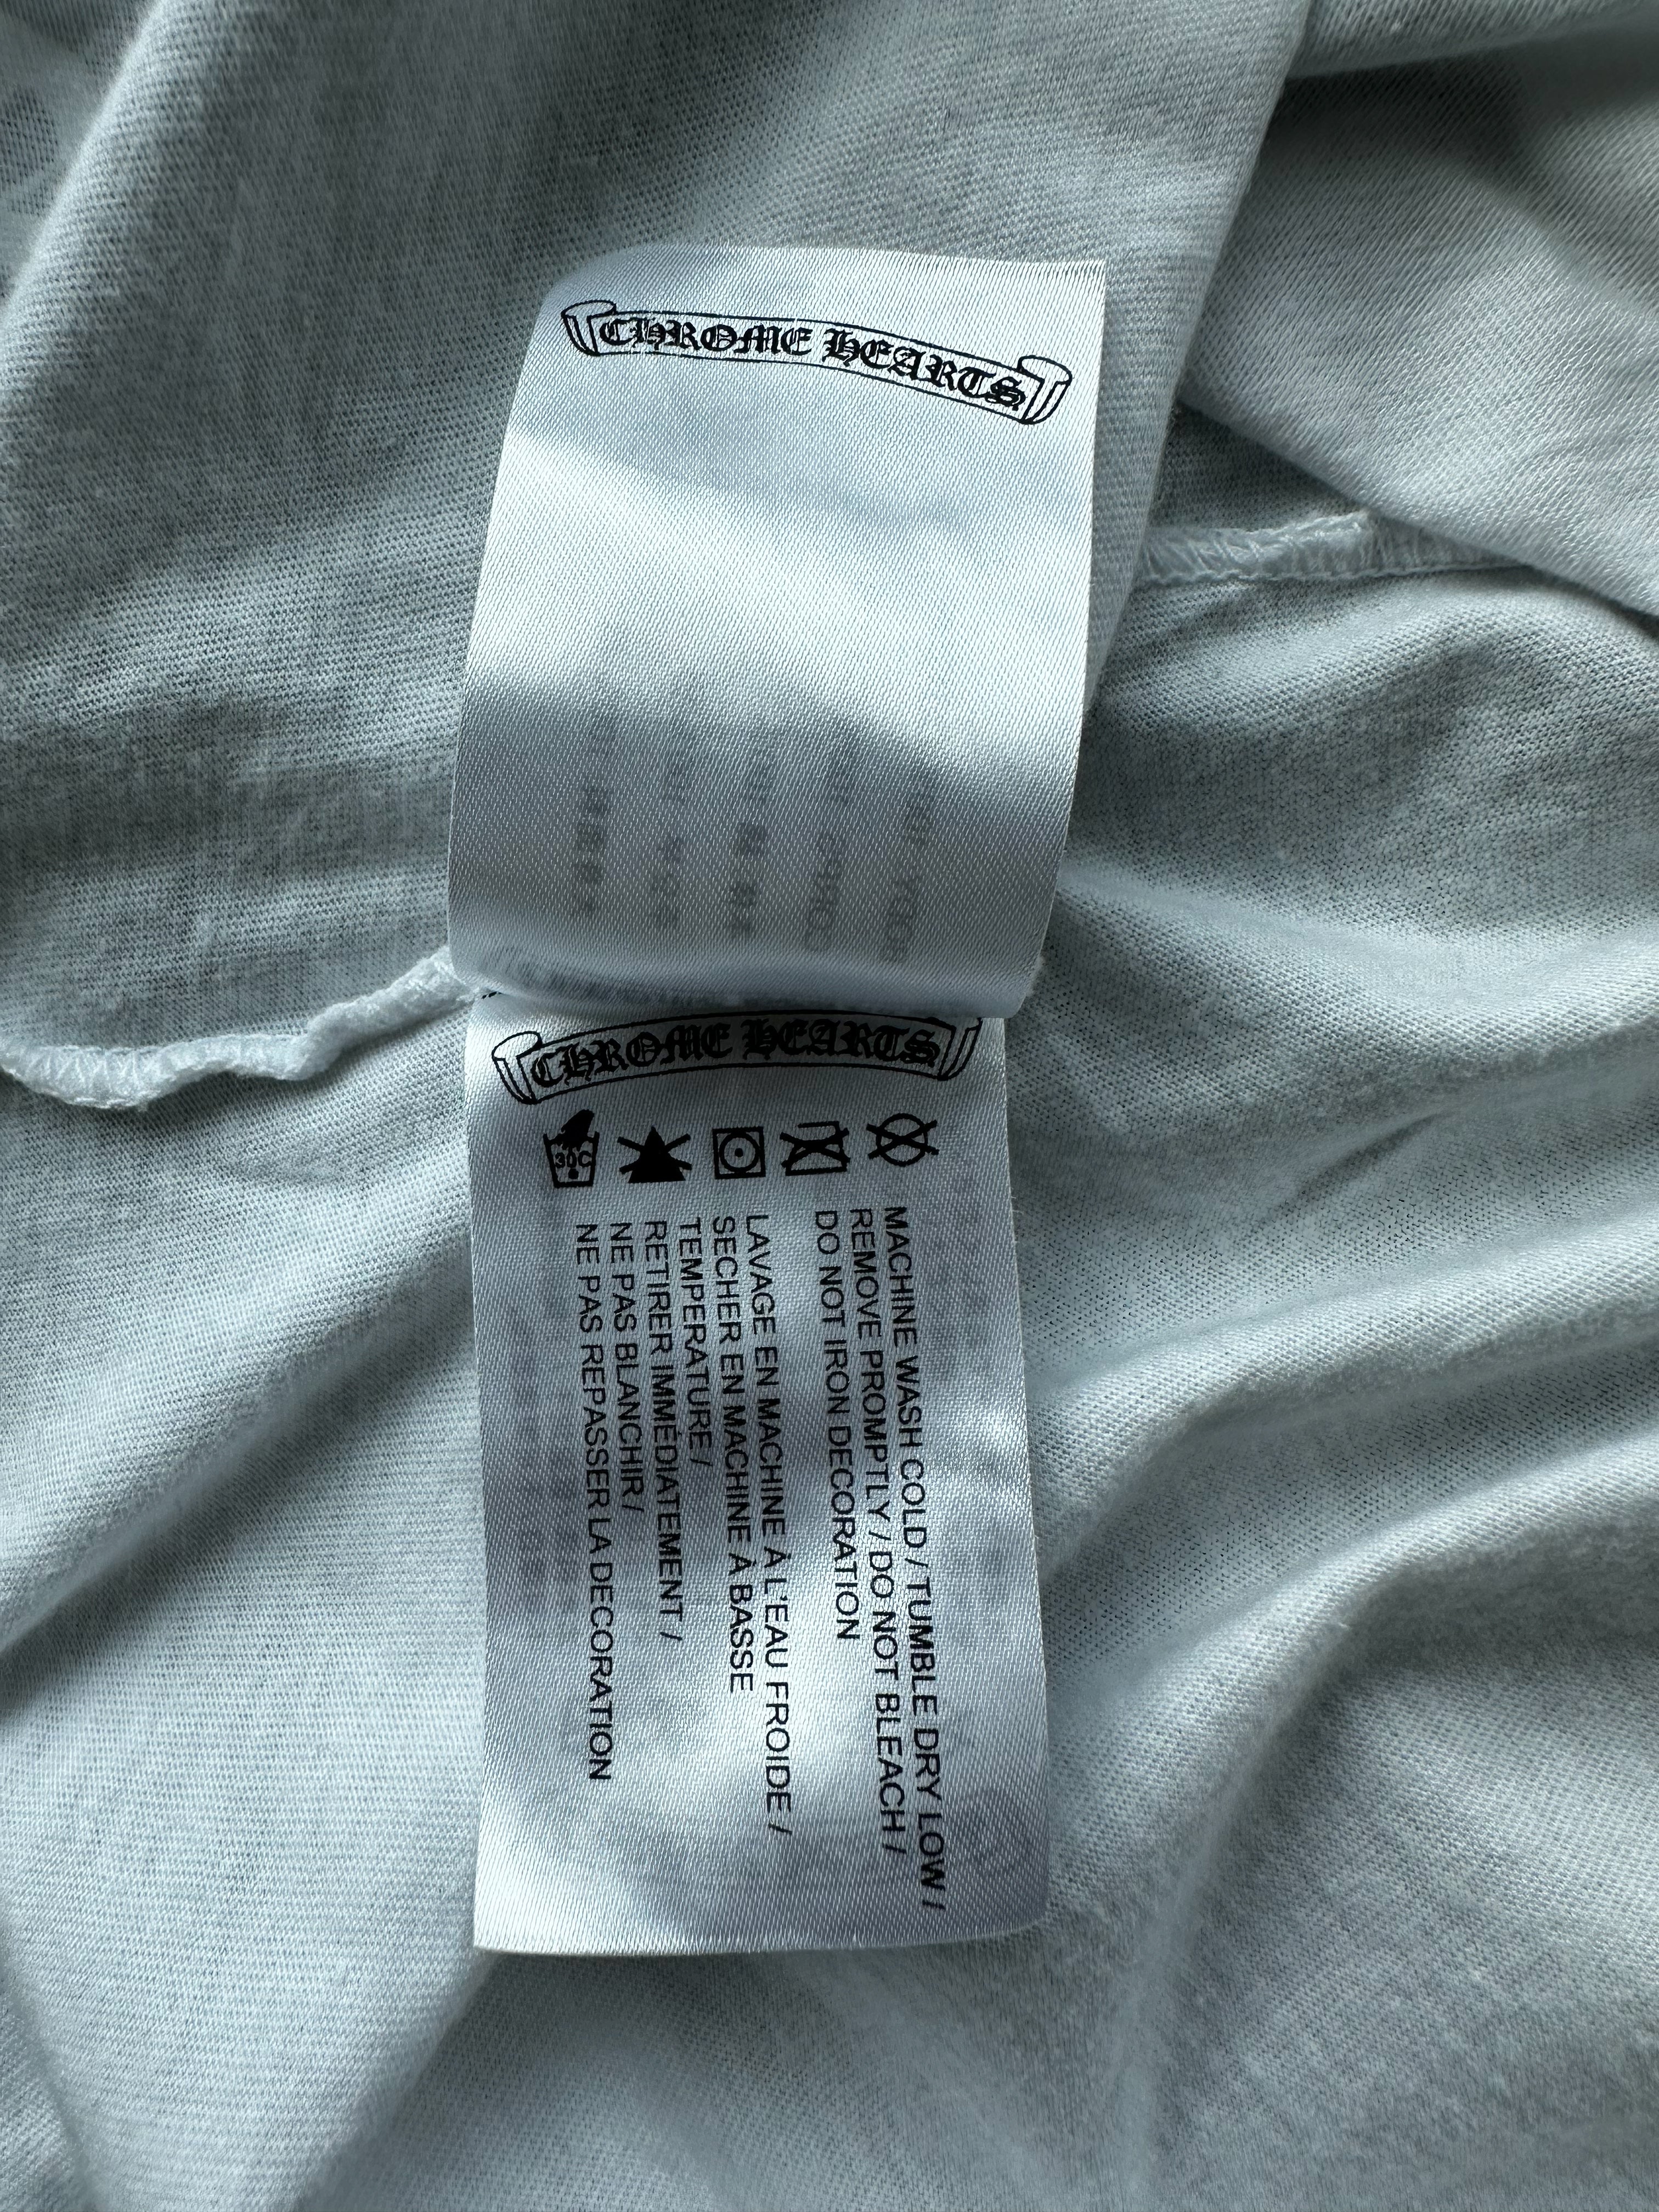 CHROME HEARTS
CHROME HEARTS
30C
MACHINE WASH COLD / TUMBLE DRY LOW /
REMOVE PROMPTLY / DO NOT BLEACH /
DO NOT IRON DECORATION
LAVAGE EN MACHINE À L'EAU FROIDE /
SECHER EN MACHINE À BASSE
TEMPERATURE /
RETIRER IMMÉDIATEMENT /
NE PAS BLANCHIR/
NE PAS REPASSER LA DECORATION